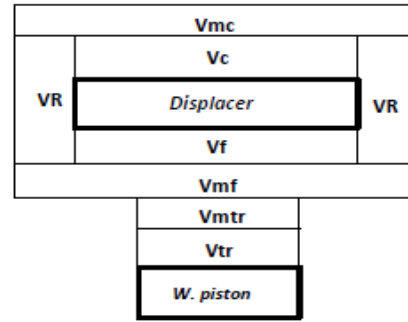 Vmc
Vc
VR
Displacer
VR
Vf
Vmf
Vmtr
Vtr
W. piston